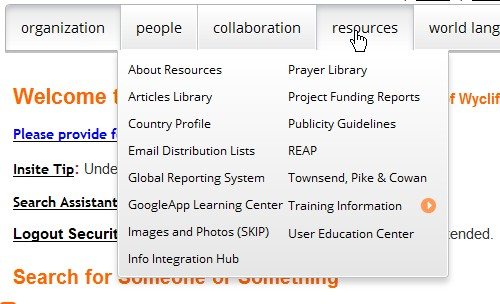 organization people collaboration resources world lang
About Resources Prayer Library
Welcome t of Wyclif
Articles Library Project Funding Reports
Country Profile Publicity Guidelines
Please provide f
Email Distribution Lists REAP
Insite Tip: Unde
Global Reporting System Townsend, Pike & Cowan
Search Assistant GoogleApp Learning Center Training Information
Logout Securit Images and Photos (SKIP) User Education Center tended.
Info Integration Hub
Search for Someone or Something